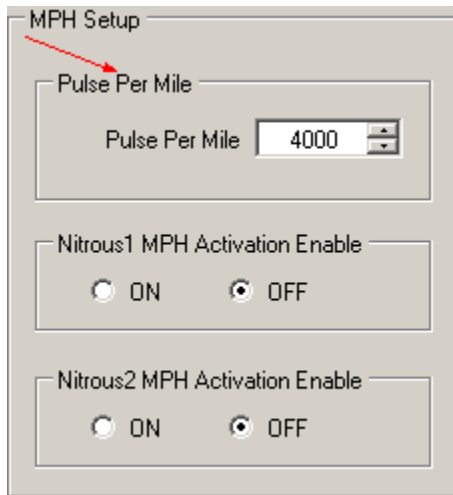 MPH Setup
Pulse Per Mile
Pulse Per Mile 4000
Nitrous1 MPH Activation Enable
ON OFF
Nitrous2 MPH Activation Enable
ON OFF